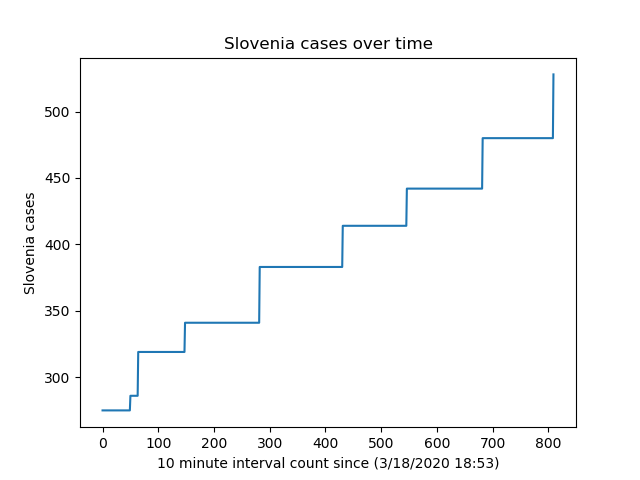 Slovenia cases over time
Slovenia cases
500
450
400
350
300
0 100 200 300 400 500 600 700 800
10 minute interval count since (3/18/2020 18:53)